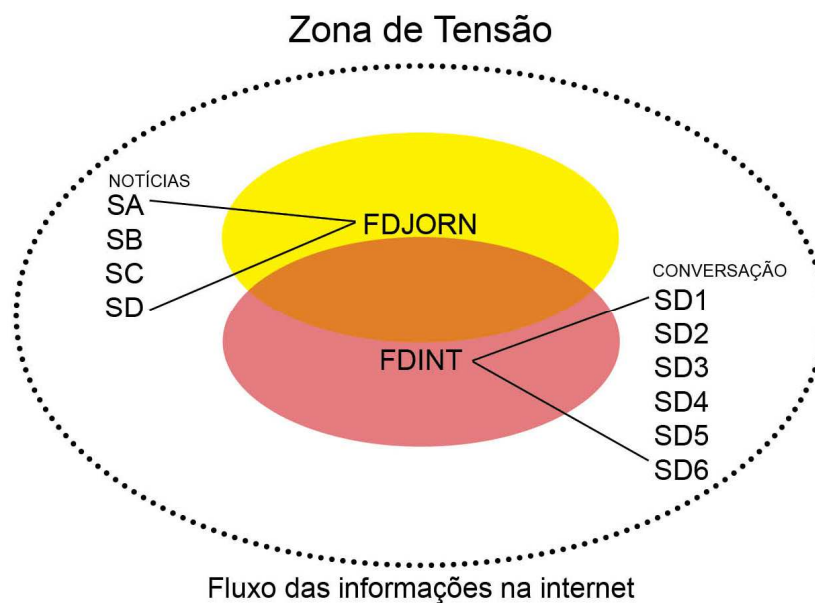 Zona de Tensão
NOTÍCIAS
SA
SB
SC
SD
FDJORN
FDINT
CONVERSAÇÃO
SD1
SD2
SD3
SD4
SD5
SD6
Fluxo das informações na internet